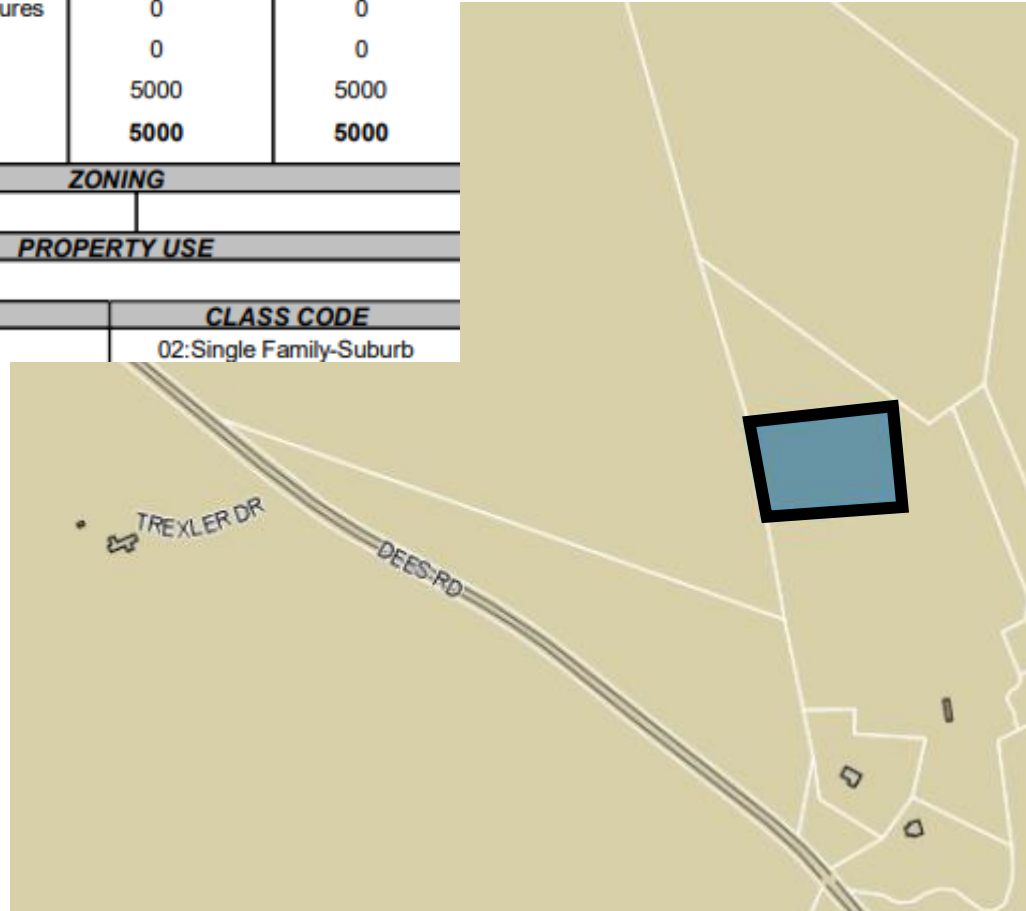 ures 0 0
0 0
5000 5000
5000 5000
ZONING
PROPERTY USE
CLASS CODE
02:Single Family-Suburb
TREXLER DR
DEES RD